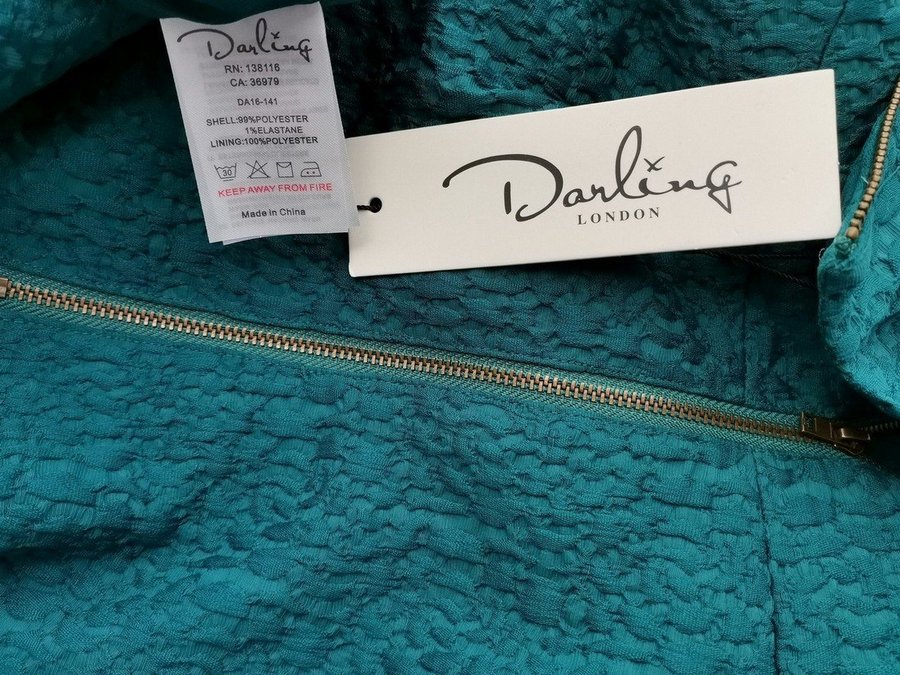 Darling
RN: 138116
CA: 36979
DA16-141
SHELL:99%POLYESTER
1%ELASTANE
LINING:100%POLYESTER
30
KEEP AWAY FROM FIRE
Made in China
Darling
LONDON